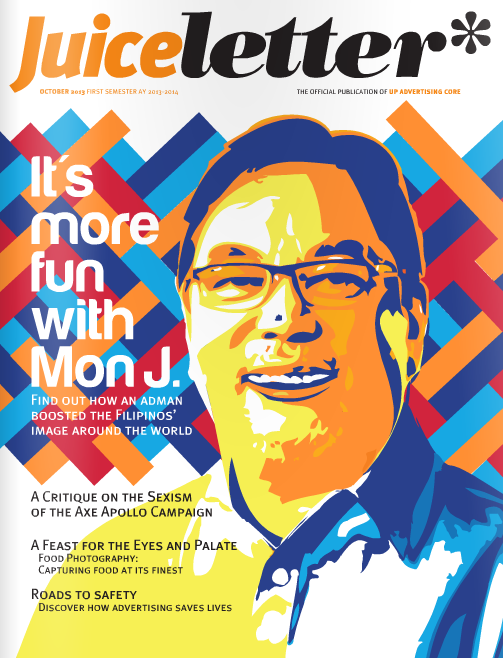 Juiceletter*
OCTOBER 2013 FIRST SEMESTER AY 2013-2014
THE OFFICIAL PUBLICATION OF UP ADVERTISING CORE
It´s
more
fun
with
Mon J.
FIND OUT HOW AN ADMAN
BOOSTED THE FILIPINOS'
IMAGE AROUND THE WORLD
A CRITIQUE ON THE SEXISM
OF THE AXE APOLLO CAMPAIGN
A FEAST FOR THE EYES AND PALATE
FOOD PHOTOGRAPHY:
CAPTURING FOOD AT ITS FINEST
ROADS TO SAFETY
DISCOVER HOW ADVERTISING SAVES LIVES